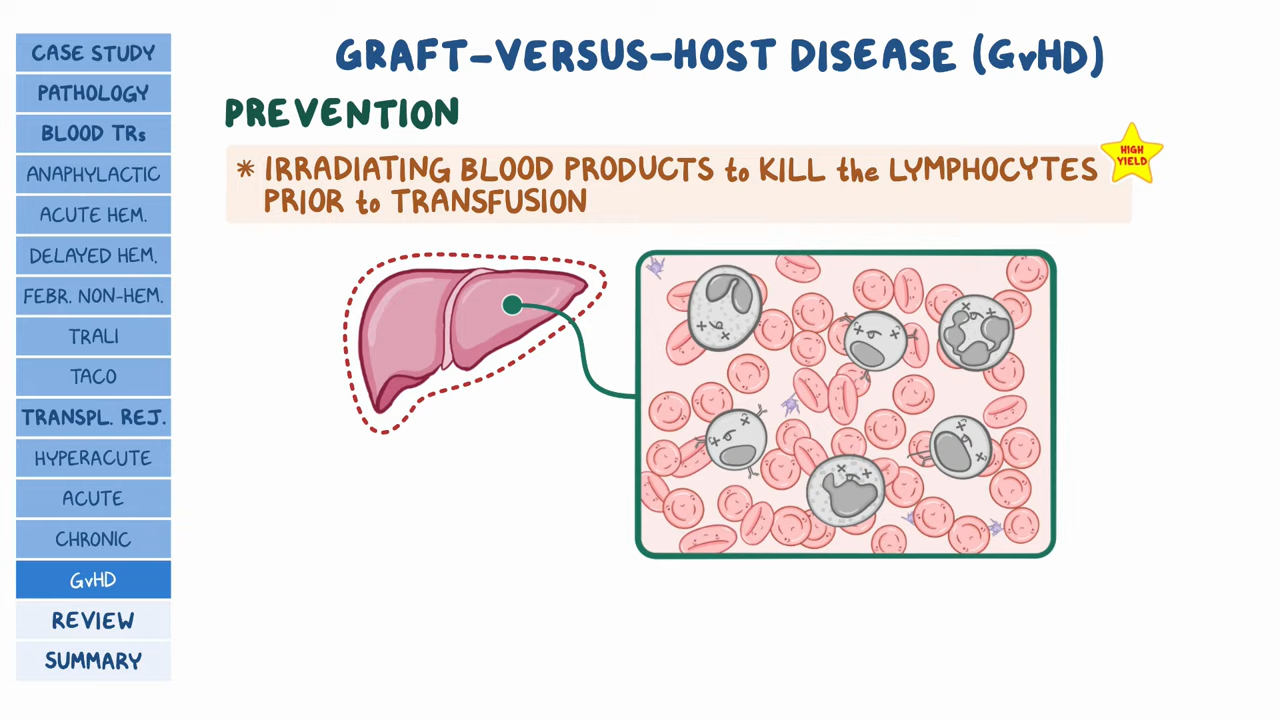 GRAFT-VERSUS-HOST DISEASE (GvHD)
PREVENTION
* IRRADIATING BLOOD PRODUCTS to KILL the LYMPHOCYTES
PRIOR to TRANSFUSION
HIGH
YIELD
CASE STUDY
PATHOLOGY
BLOOD TRs
ANAPHYLACTIC
ACUTE HEM.
DELAYED HEM.
FEBR. NON-HEM.
TRALI
TACO
TRANSPL. REJ.
HYPERACUTE
ACUTE
CHRONIC
GvHD
REVIEW
SUMMARY